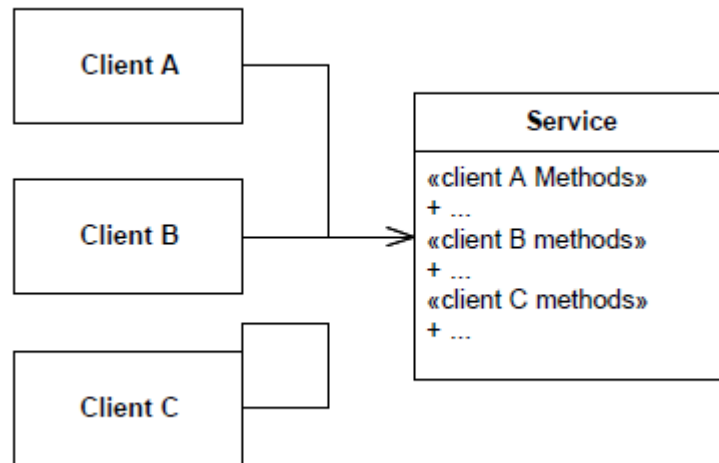 Client A
Service
«client A Methods»
+ ...
Client B
«client B methods»
+ ...
«client C methods»
+ ...
Client C